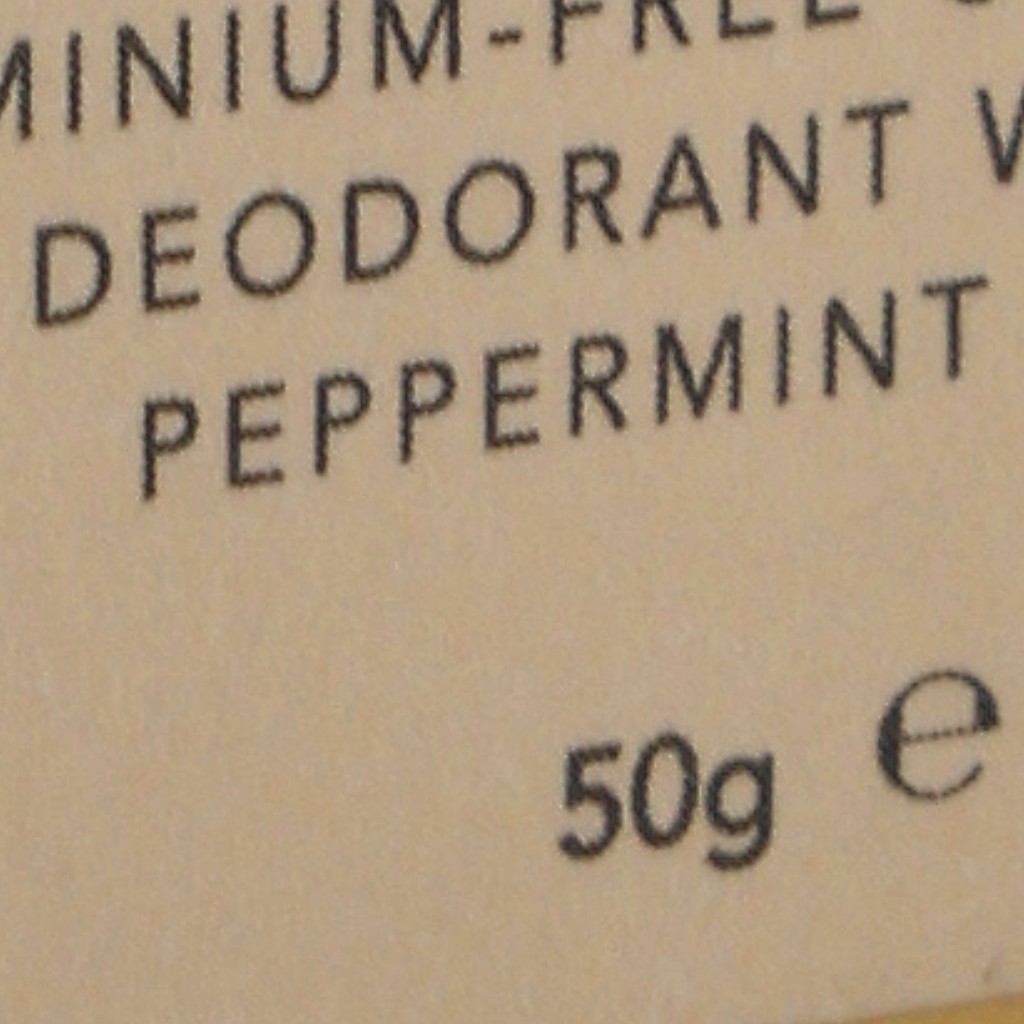 MINIUM-FREE
DEODORANT
PEPPERMINT
50g ℮